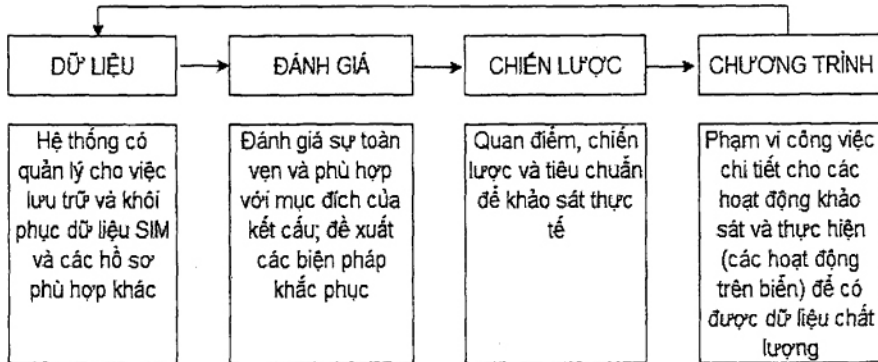 DỮ LIỆU
ĐÁNH GIÁ
CHIẾN LƯỢC
CHƯƠNG TRÌNH
Hệ thống có
quản lý cho việc
lưu trữ và khôi
phục dữ liệu SIM
và các hồ sơ
phù hợp khác
Đánh giá sự toàn
vẹn và phù hợp
với mục đích của
kết cấu; đề xuất
các biện pháp
khắc phục
Quan điểm, chiến
lược và tiêu chuẩn
để khảo sát thực
tế
Phạm vi công việc
chi tiết cho các
hoạt động khảo
sát và thực hiện
(các hoạt động
trên biển) để có
được dữ liệu chất
lượng